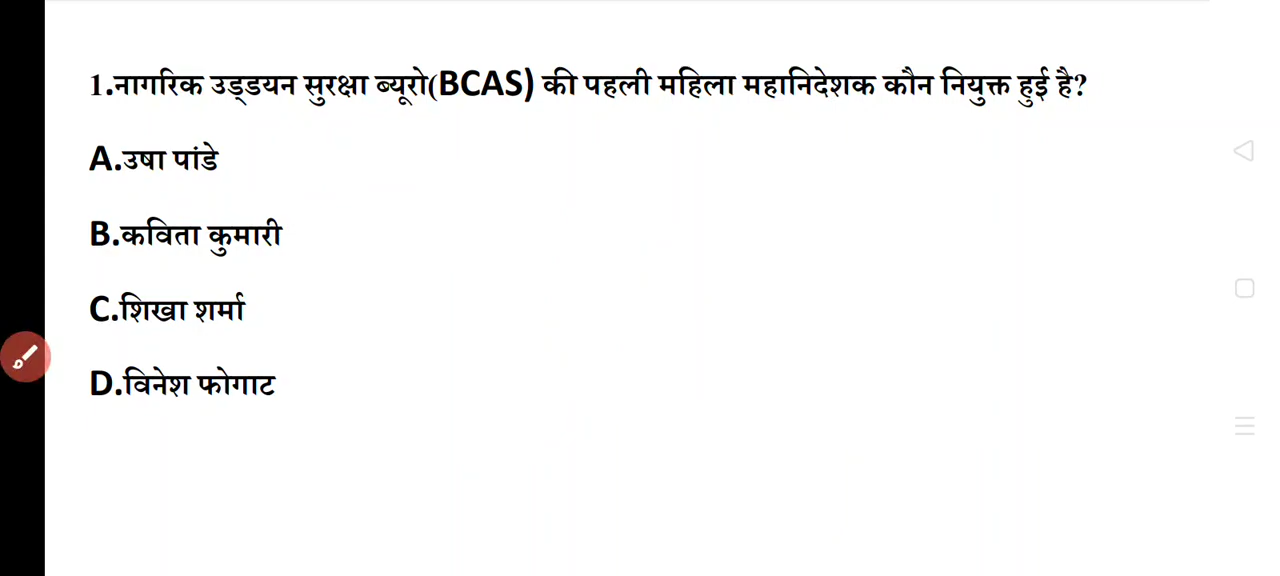 1.नागरिक उड्डयन सुरक्षा ब्यूरो(BCAS) की पहली महिला महानिदेशक कौन नियुक्त हुई है?
A.उषा पांडे
B.कविता कुमारी
C.शिखा शर्मा
D.विनेश फोगाट